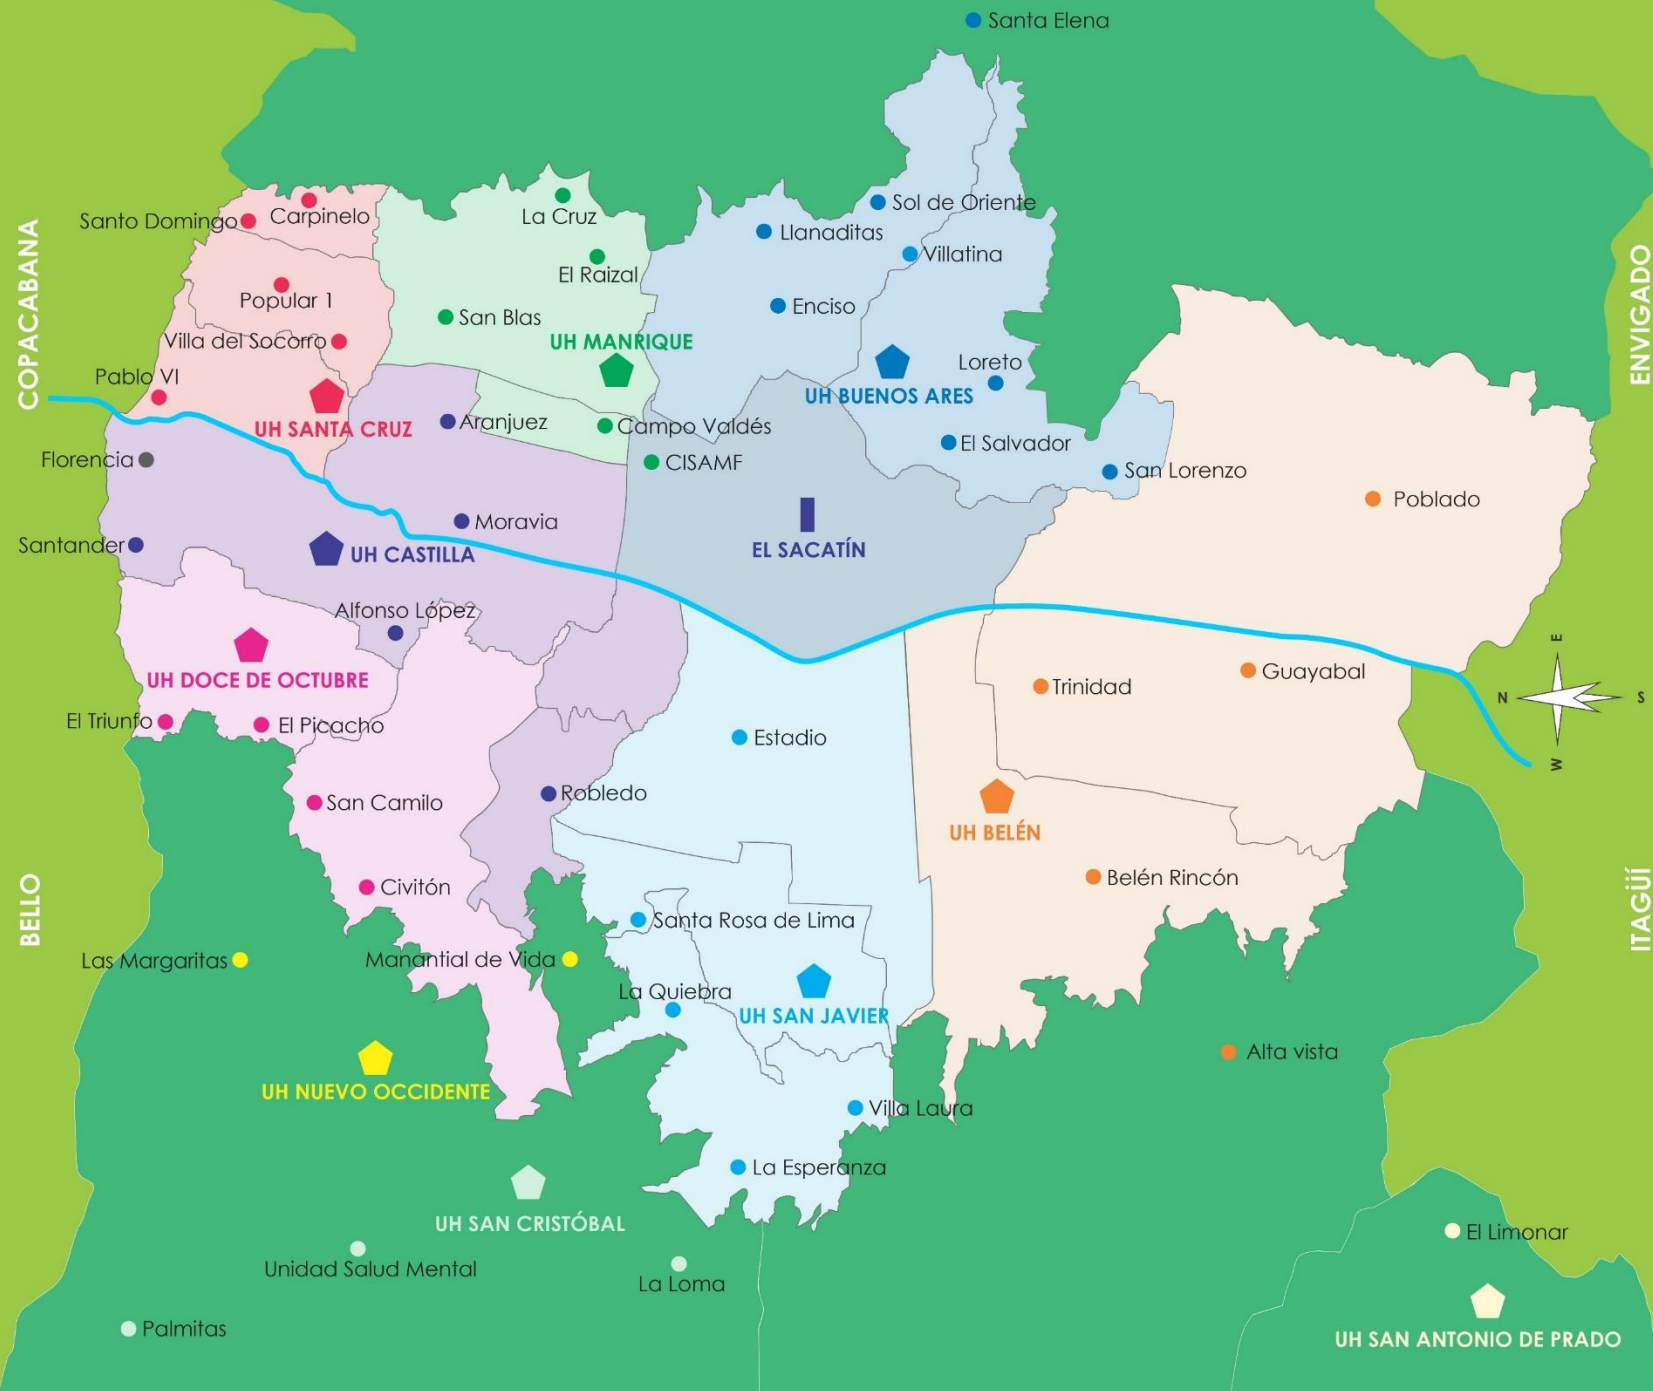 Santa Elena
Santo Domingo
Carpinelo
La Cruz
Sol de Oriente
Llanaditas
Villatina
El Raizal
Popular 1
San Blas
Enciso
COPACABANA
ENVIGADO
Villa del Socorro
UH MANRIQUE
Loreto
Pablo VI
UH BUENOS ARES
UH SANTA CRUZ
Aranjuez
Campo Valdés
El Salvador
Florencia
CISAMF
San Lorenzo
Poblado
Moravia
Santander
UH CASTILLA
EL SACATÍN
Alfonso López
E
N
S
W
UH DOCE DE OCTUBRE
Guayabal
Trinidad
El Triunfo
El Picacho
Estadio
San Camilo
Robledo
UH BELÉN
Civitón
Belén Rincón
BELLO
ITAGÜÍ
Santa Rosa de Lima
Las Margaritas
Manantial de Vida
La Quiebra
UH SAN JAVIER
Alta vista
UH NUEVO OCCIDENTE
Villa Laura
La Esperanza
UH SAN CRISTÓBAL
El Limonar
Unidad Salud Mental
La Loma
Palmitas
UH SAN ANTONIO DE PRADO